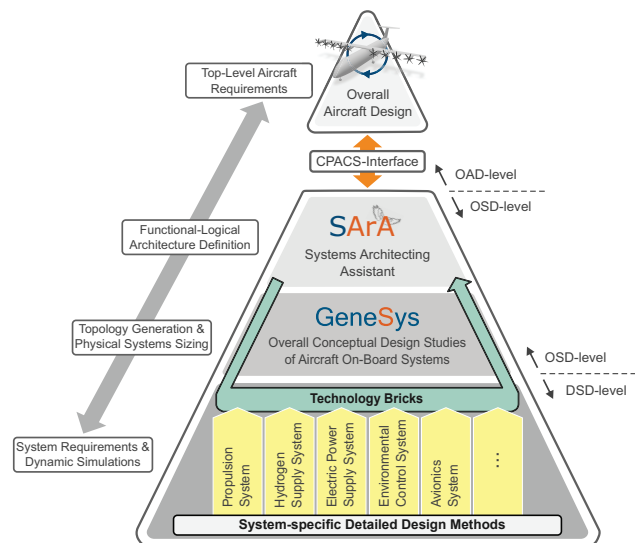 Overall
Aircraft Design
Top-Level Aircraft
Requirements
CPACS-Interface
OAD-level
OSD-level
SArA
Systems Architecting
Assistant
Functional-Logical
Architecture Definition
GeneSys
Overall Conceptual Design Studies
of Aircraft On-Board Systems
Topology Generation &
Physical Systems Sizing
OSD-level
DSD-level
Technology Bricks
System Requirements &
Dynamic Simulations
Propulsion
System
Hydrogen
Supply System
Electric Power
Supply System
Environmental
Control System
Avionics
System
...
System-specific Detailed Design Methods